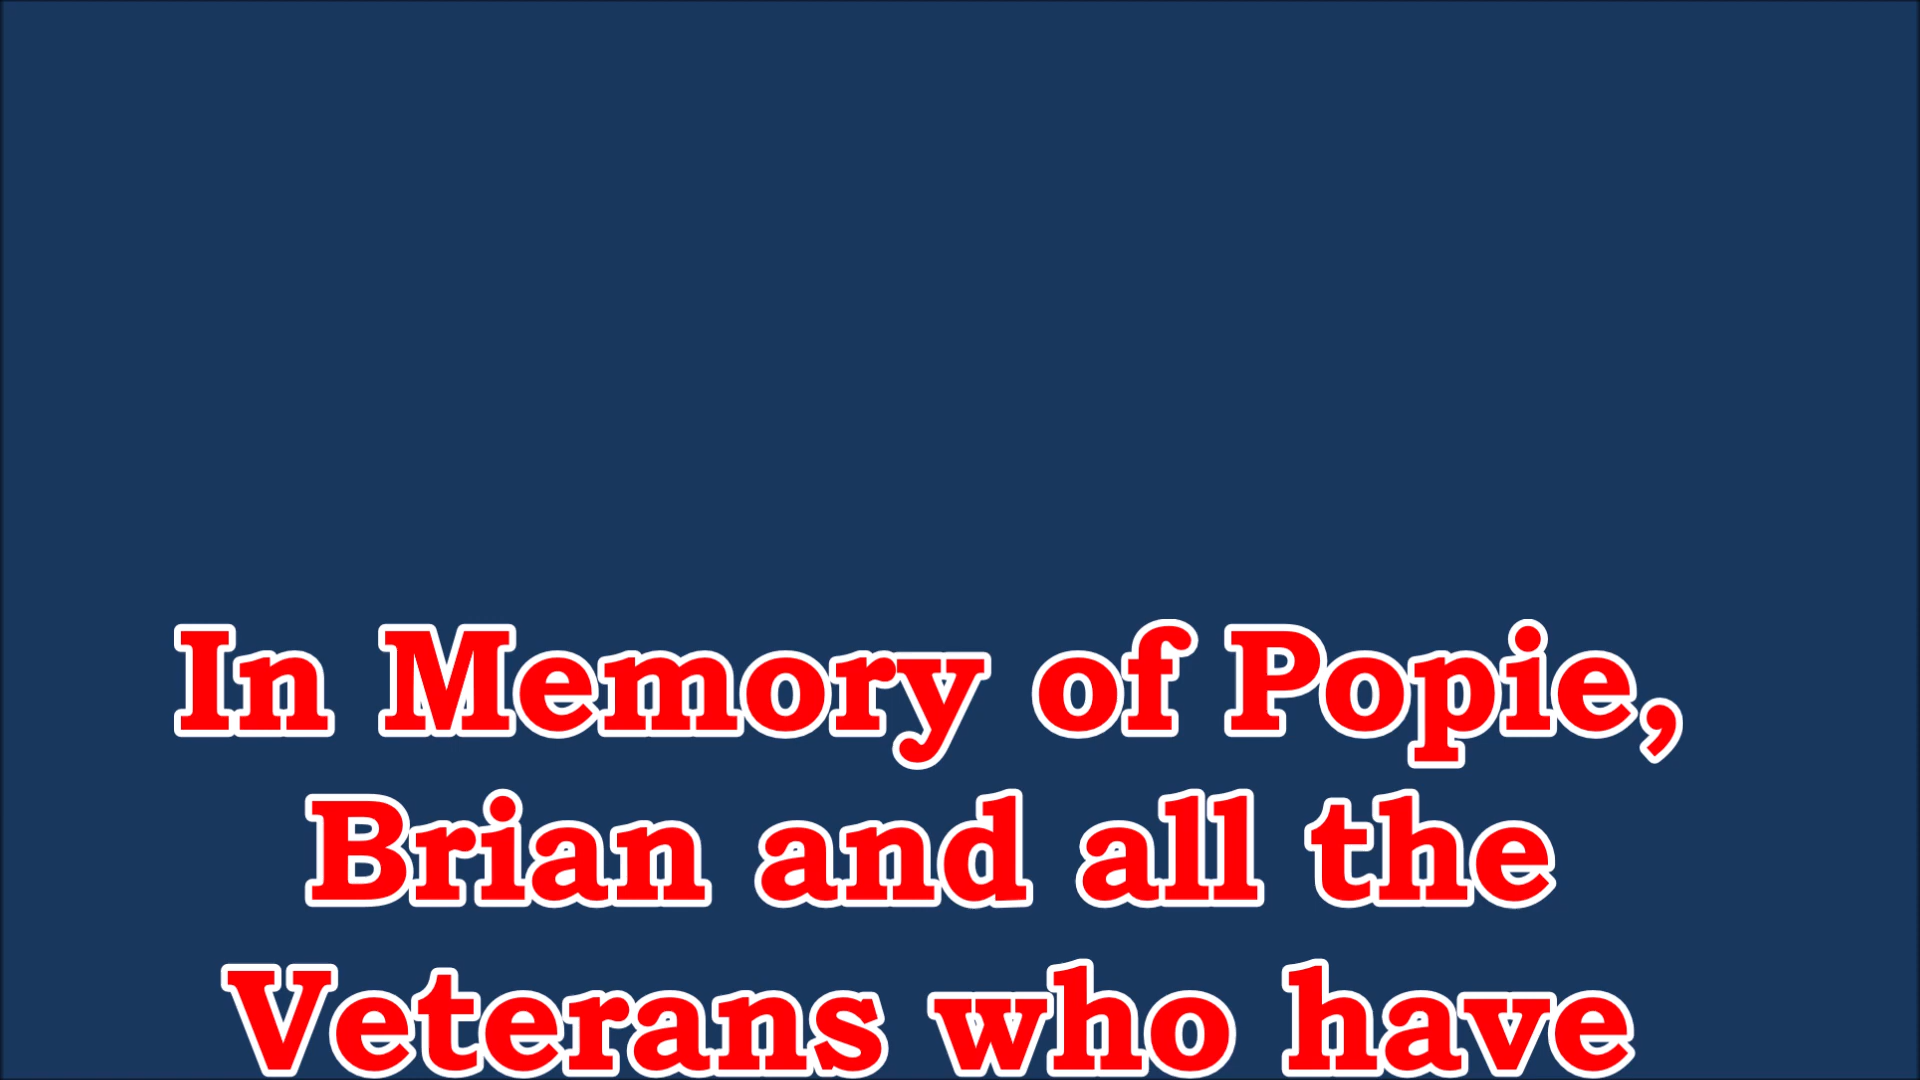 In Memory of Popie,
Brian and all the
Veterans who have